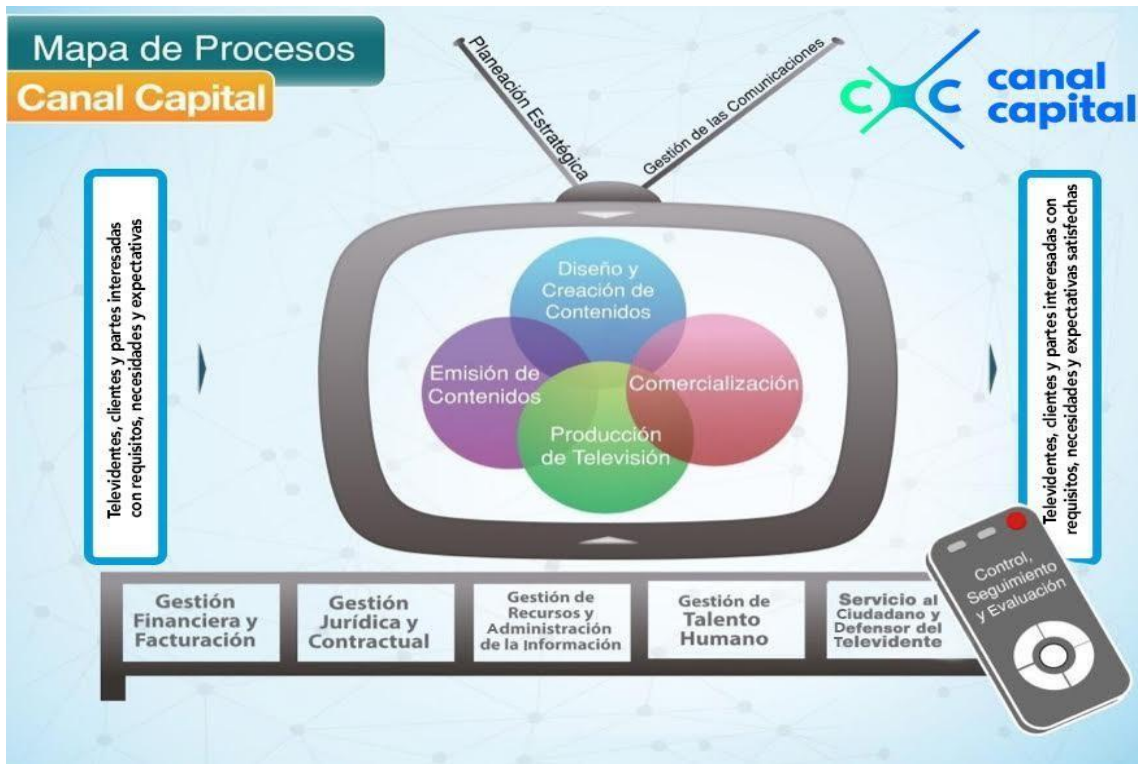 Mapa de Procesos
Canal Capital
Planeación Estratégica
Gestión de las Comunicaciones
CXC
canal
capital
Televidentes, clientes y partes interesadas
con requisitos, necesidades y expectativas
Diseño y
Creación de
Contenidos
Emisión de
Contenidos
Comercialización
Producción
de Televisión
Televidentes, clientes y partes interesadas con
requisitos, necesidades y expectativas satisfechas
Gestión
Financiera y
Facturación
Gestión
Jurídica y
Contractual
Gestión de
Recursos y
Administración
de la Información
Gestión de
Talento
Humano
Servicio al
Ciudadano y
Defensor del
Televidente
Control,
Seguimiento
y Evaluación